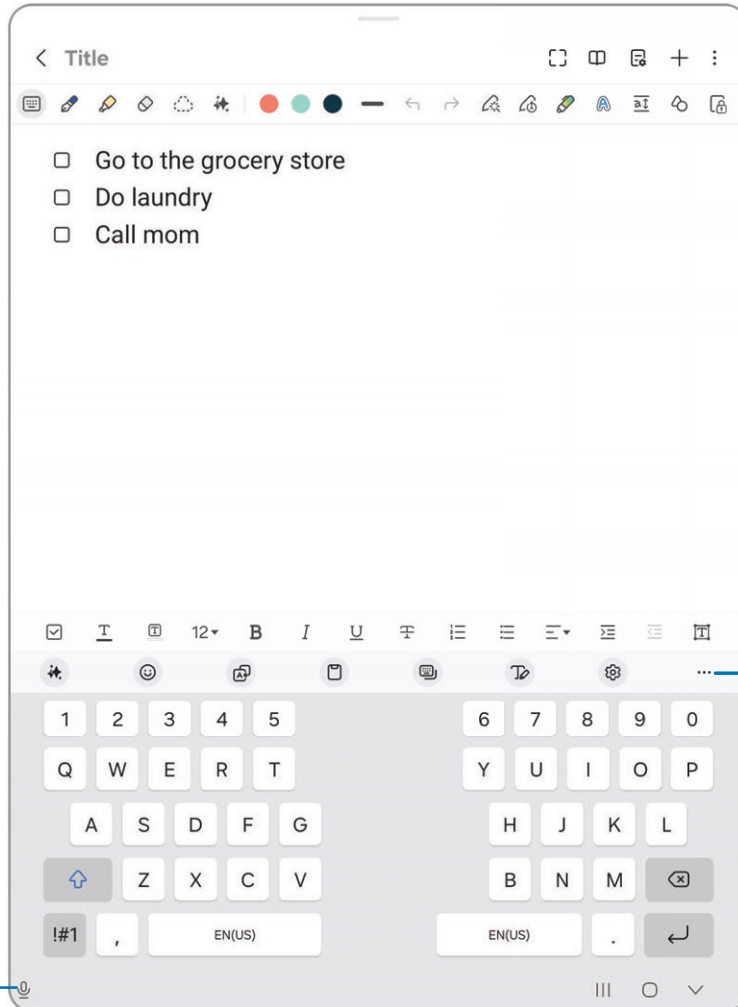 Title
Go to the grocery store
Do laundry
Call mom
12 B I U
1 2 3 4 5 6 7 8 9 0
Q W E R T Y U I O P
A S D F G H J K L
Z X C V B N M
!#1 , EN(US) EN(US) .